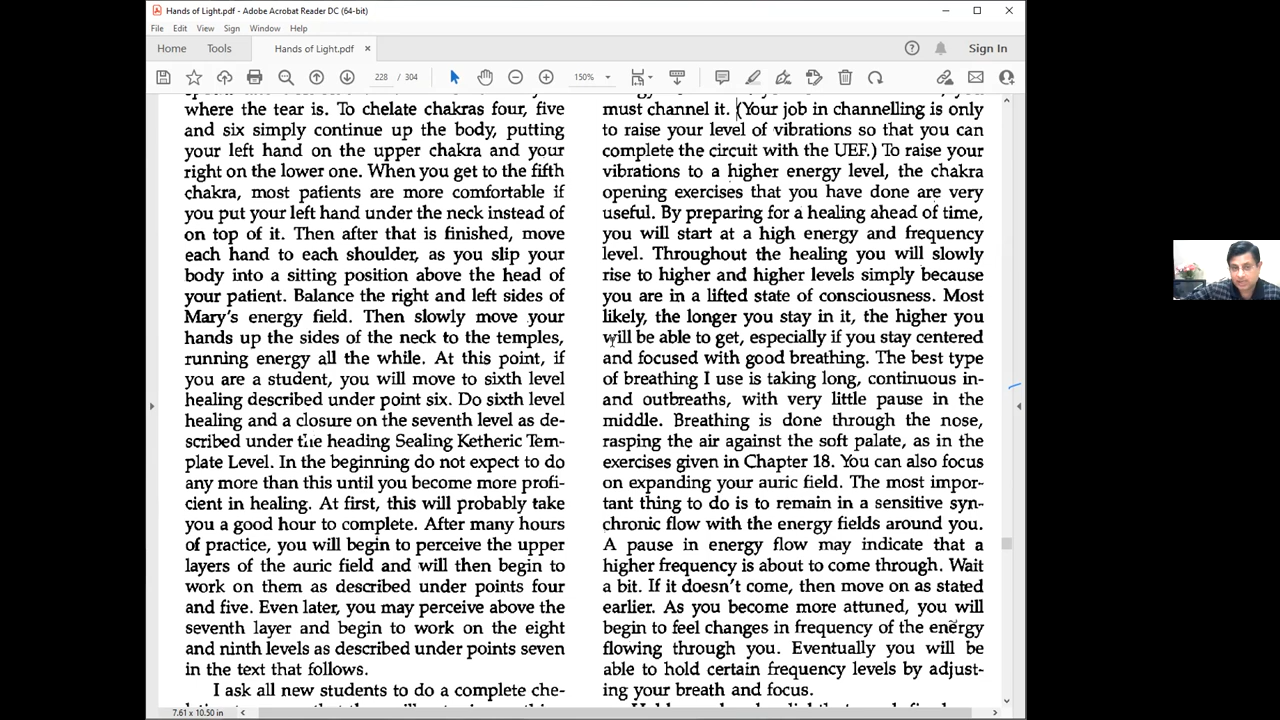 Hands of Light.pdf - Adobe Acrobat Reader DC (64-bit)
File Edit View Sign Window Help
Home Tools Hands of Light.pdf × Sign In
228 / 304 150%
where the tear is. To chelate chakras four, five
and six simply continue up the body, putting
your left hand on the upper chakra and your
right on the lower one. When you get to the fifth
chakra, most patients are more comfortable if
you put your left hand under the neck instead of
on top of it. Then after that is finished, move
each hand to each shoulder, as you slip your
body into a sitting position above the head of
your patient. Balance the right and left sides of
Mary's energy field. Then slowly move your
hands up the sides of the neck to the temples,
running energy all the while. At this point, if
you are a student, you will move to sixth level
healing described under point six. Do sixth level
healing and a closure on the seventh level as de-
scribed under the heading Sealing Ketheric Tem-
plate Level. In the beginning do not expect to do
any more than this until you become more profi-
cient in healing. At first, this will probably take
you a good hour to complete. After many hours
of practice, you will begin to perceive the upper
layers of the auric field and will then begin to
work on them as described under points four
and five. Even later, you may perceive above the
seventh layer and begin to work on the eight
and ninth levels as described under points seven
in the text that follows.
I ask all new students to do a complete che-
must channel it. (Your job in channelling is only
to raise your level of vibrations so that you can
complete the circuit with the UEF.) To raise your
vibrations to a higher energy level, the chakra
opening exercises that you have done are very
useful. By preparing for a healing ahead of time,
you will start at a high energy and frequency
level. Throughout the healing you will slowly
rise to higher and higher levels simply because
you are in a lifted state of consciousness. Most
likely, the longer you stay in it, the higher you
will be able to get, especially if you stay centered
and focused with good breathing. The best type
of breathing I use is taking long, continuous in-
and outbreaths, with very little pause in the
middle. Breathing is done through the nose,
rasping the air against the soft palate, as in the
exercises given in Chapter 18. You can also focus
on expanding your auric field. The most impor-
tant thing to do is to remain in a sensitive syn-
chronic flow with the energy fields around you.
A pause in energy flow may indicate that a
higher frequency is about to come through. Wait
a bit. If it doesn't come, then move on as stated
earlier. As you become more attuned, you will
begin to feel changes in frequency of the energy
flowing through you. Eventually you will be
able to hold certain frequency levels by adjust-
ing your breath and focus.
7.61 x 10.50 in